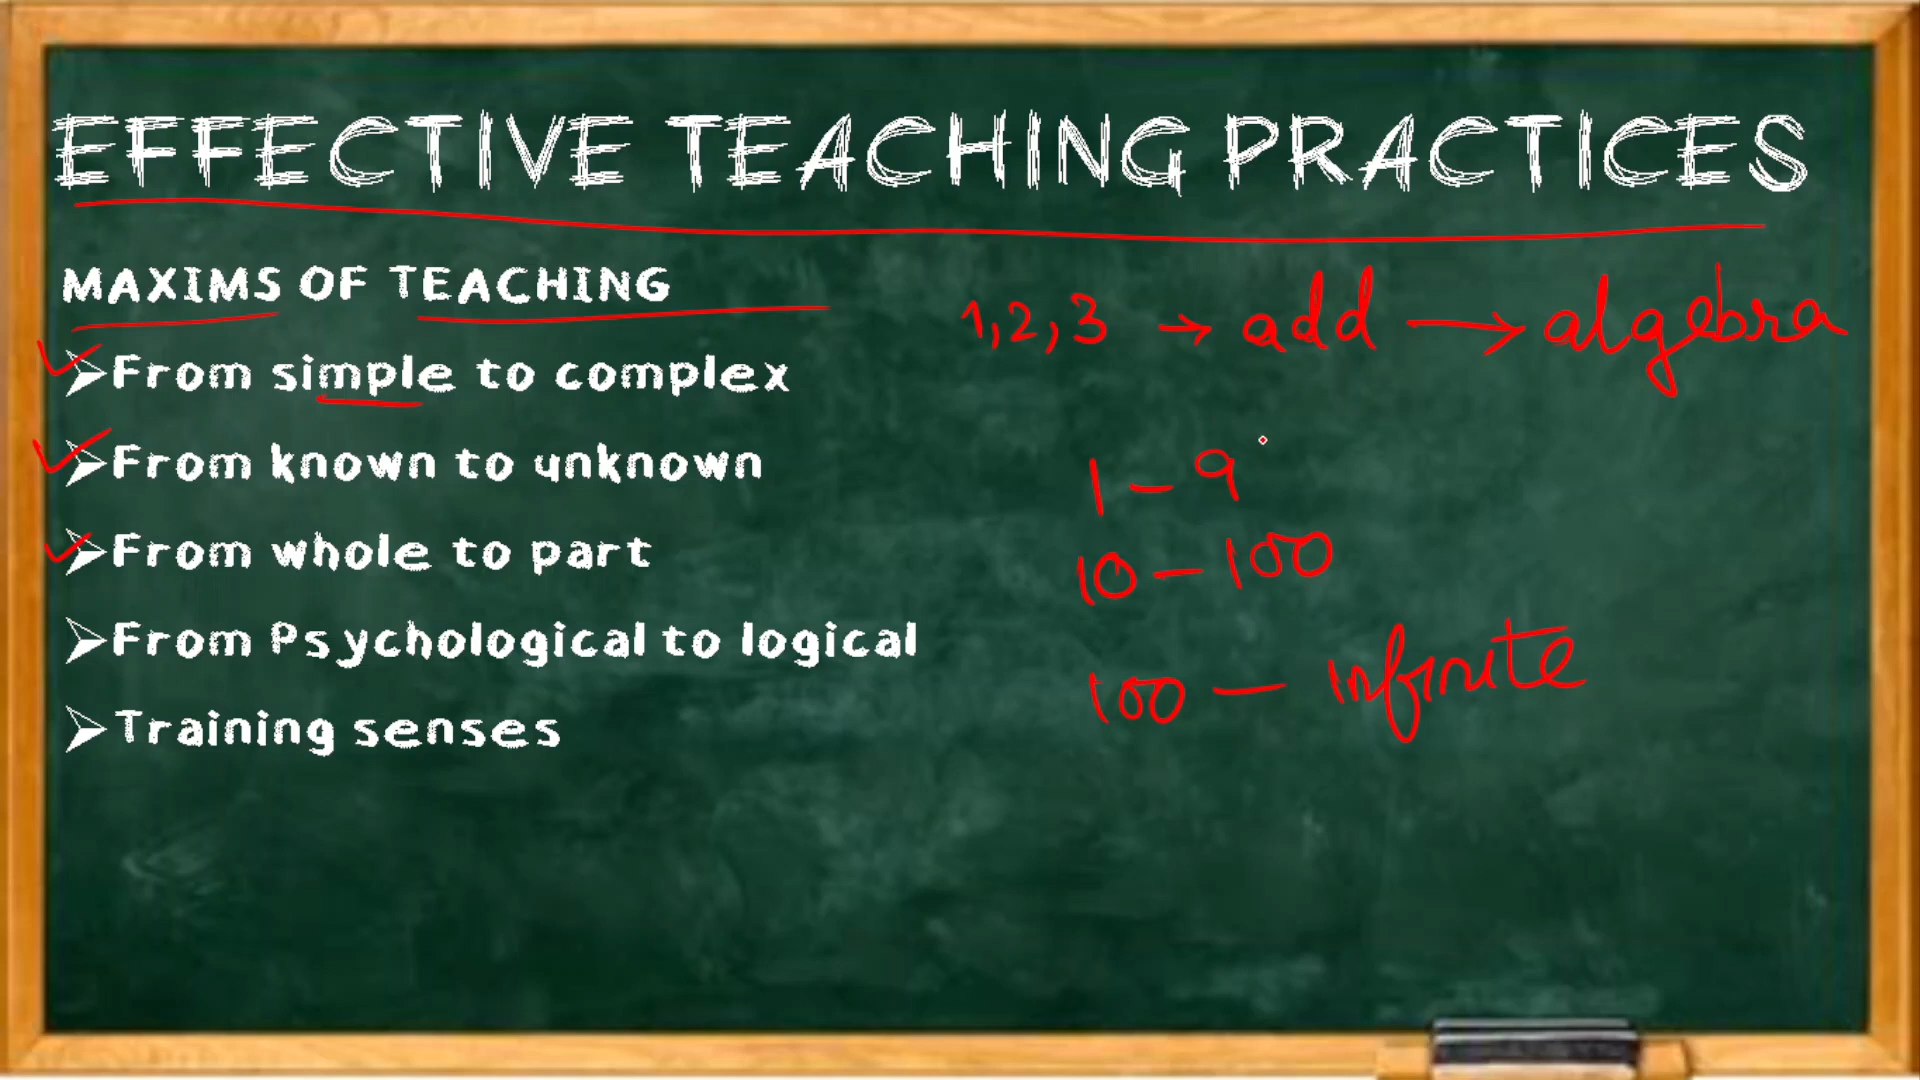 EFFECTIVE TEACHING PRACTICES
MAXIMS OF TEACHING
From simple to complex
From known to unknown
From whole to part
From Psychological to logical
Training senses
1,2,3 → add → algebra
1 – 9
10 – 100
100 – infinite